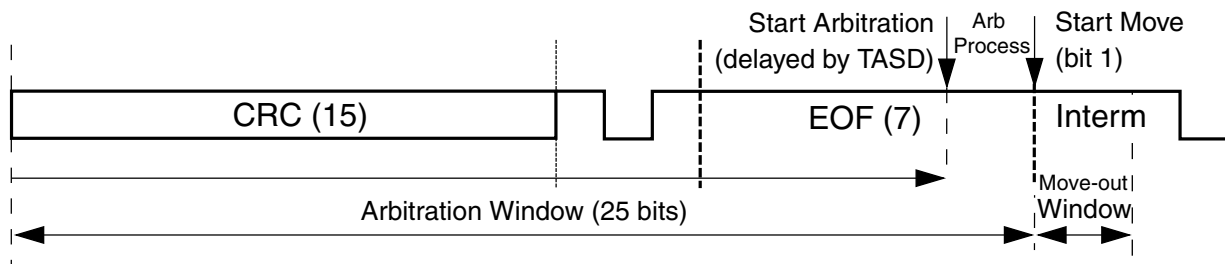 Start Arbitration
(delayed by TASD)
Arb
Process
Start Move
(bit 1)
CRC (15)
EOF (7)
Interm
Arbitration Window (25 bits)
Move-out
Window